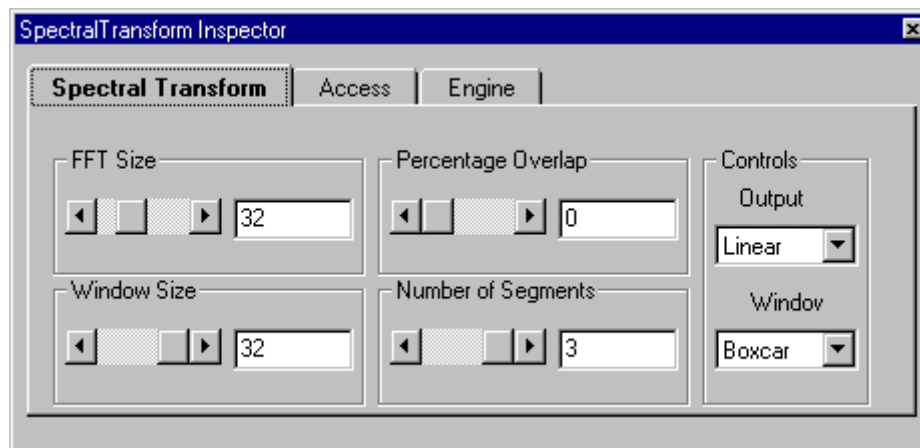 SpectralTransform Inspector
Spectral Transform Access Engine
FFT Size
32
Percentage Overlap
0
Controls
Output
Linear
Window Size
32
Number of Segments
3
Windov
Boxcar